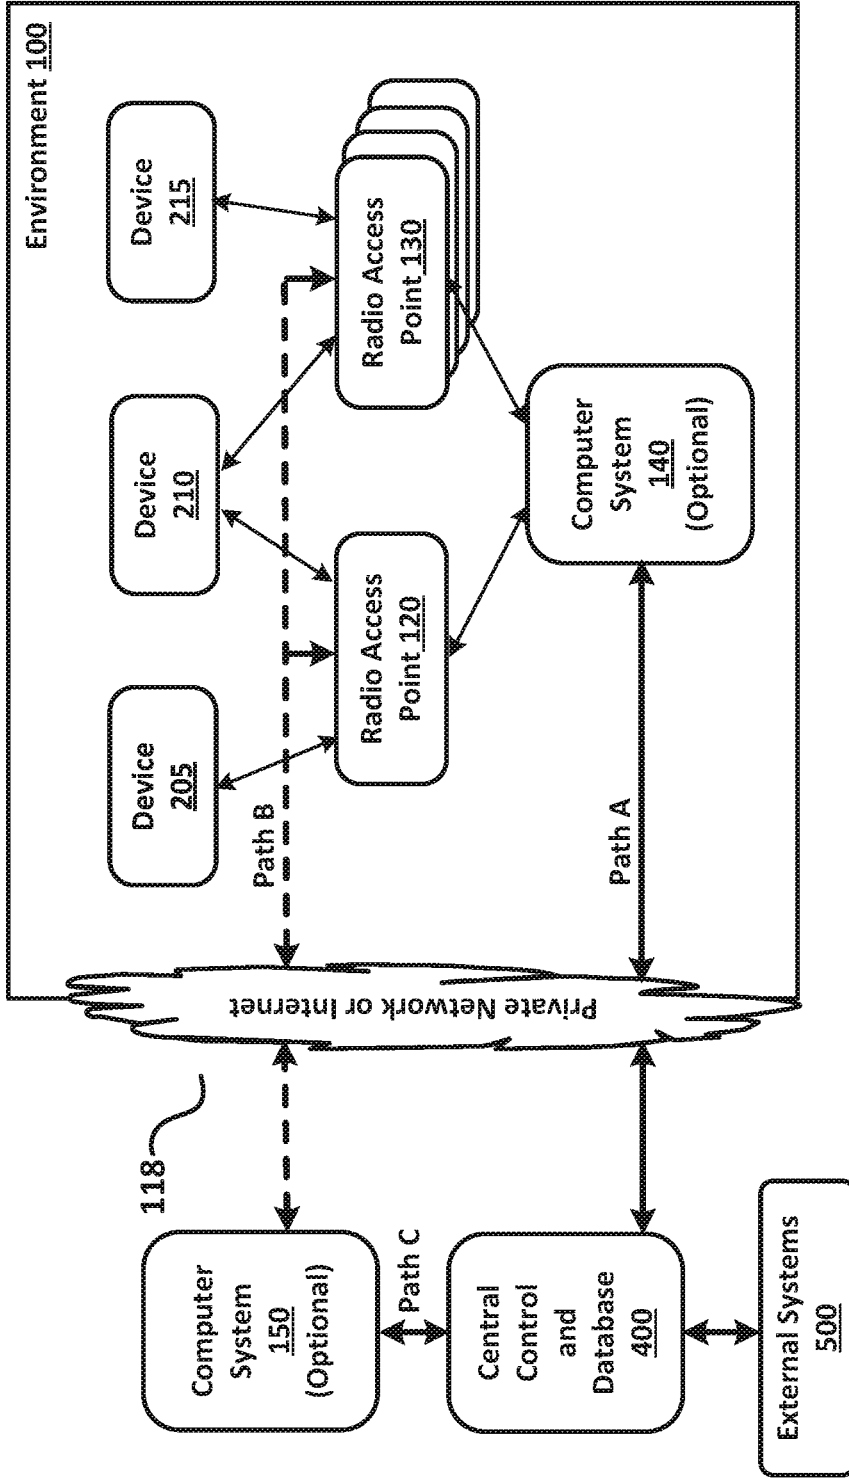 Environment 100
Device
205
Device
210
Device
215
Path B
Radio Access
Point 120
Radio Access
Point 130
Computer
System
140
(Optional)
Path A
Private Network or Internet
118
Computer
System
150
(Optional)
Path C
Central
Control
and
Database
400
External Systems
500